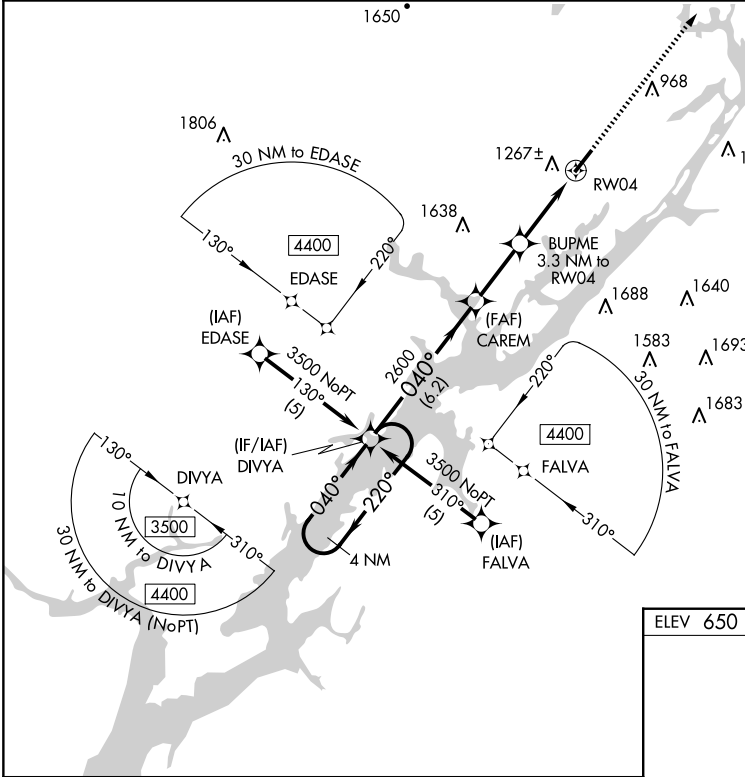 1650
968
1806
30 NM to EDASE
1267±
RW04
1638
130°
4400
220°
EDASE
BUPME
3.3 NM to
RW04
1688
1640
(IAF)
EDASE
(FAF)
CAREM
1583
1693
3500 NoPT
130°
(5)
2600
040°
(6.2)
220°
30 NM to FALVA
1683
4400
(IF/IAF)
DIVYA
FALVA
130°
DIVYA
3500 NoPT
310°
(5)
040°
220°
310°
10 NM to DIVYA
3500
310°
(IAF)
FALVA
4 NM
30 NM to DIVYA (NoPT)
4400
ELEV 650